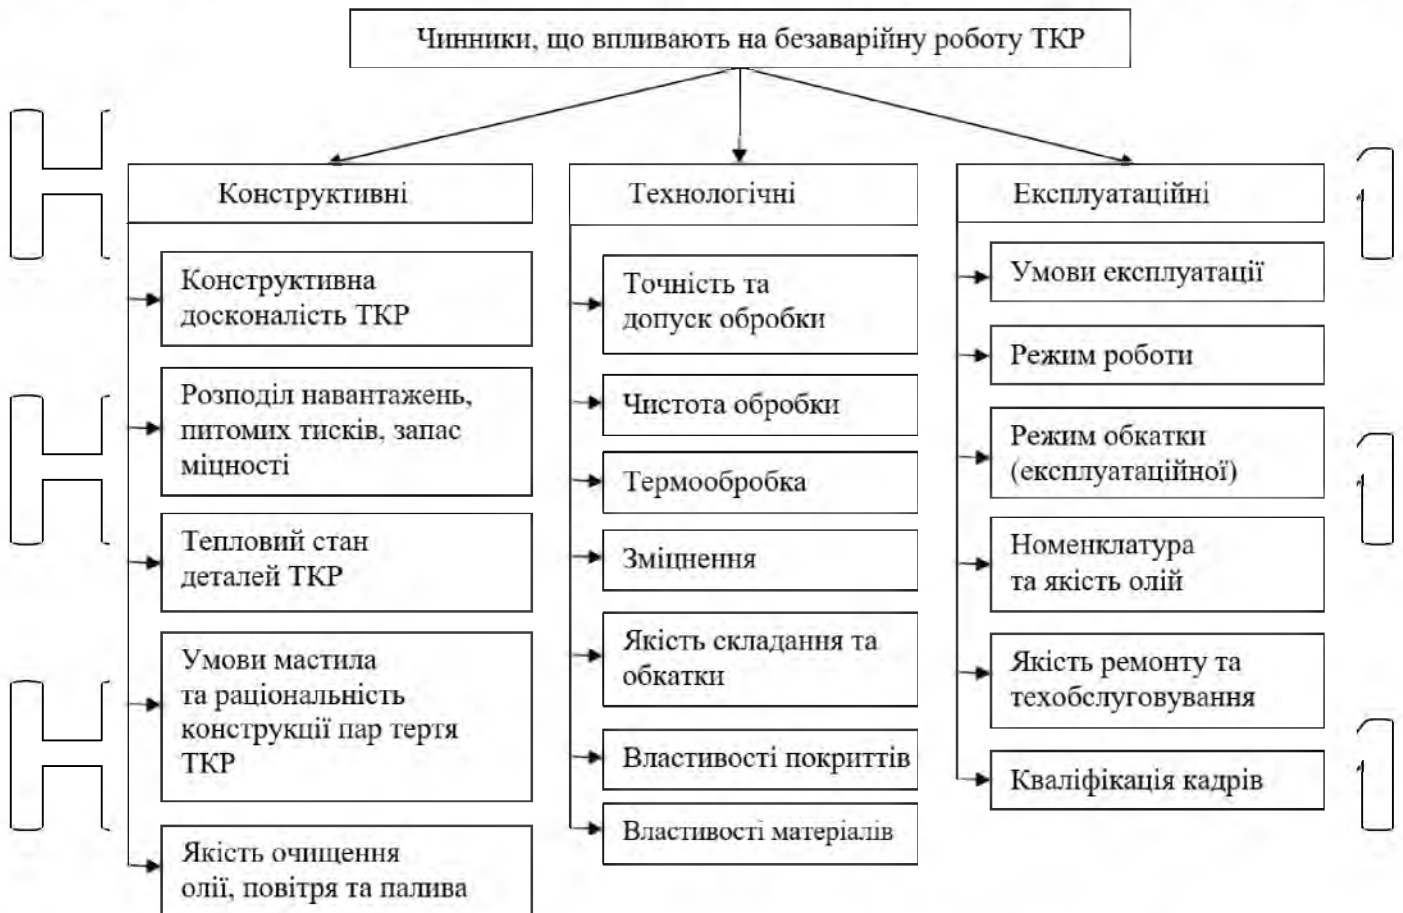 Чинники, що впливають на безаварійну роботу ТКР
Конструктивні
Конструктивна
досконалість ТКР
Розподіл навантажень,
питомих тисків, запас
міцності
Тепловий стан
деталей ТКР
Умови мастила
та раціональність
конструкції пар тертя
ТКР
Якість очищення
олії, повітря та палива
Технологічні
Точність та
допуск обробки
Чистота обробки
Термообробка
Зміцнення
Якість складання та
обкатки
Властивості покриттів
Властивості матеріалів
Експлуатаційні
Умови експлуатації
Режим роботи
Режим обкатки
(експлуатаційної)
Номенклатура
та якість олій
Якість ремонту та
техобслуговування
Кваліфікація кадрів